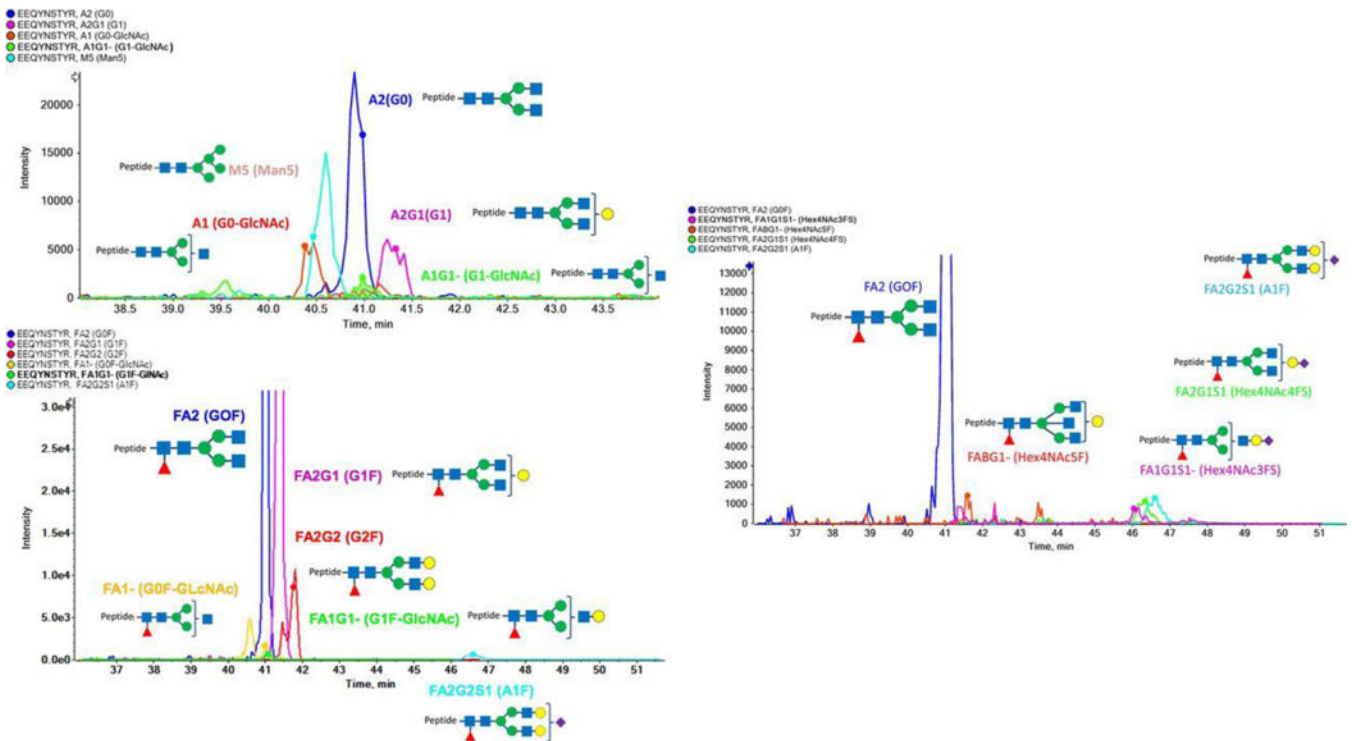 EEQYNSTYR, A2 (G0)
EEQYNSTYR, A2G1 (G1)
EEQYNSTYR, A1 (G0-GlcNAc)
EEQYNSTYR, A1G1- (G1-GlcNAc)
EEQYNSTYR, M5 (Man5)
20000
15000
10000
5000
0
Intensity
38.5 39.0 39.5 40.0 40.5 41.0 41.5 42.0 42.5 43.0 43.5
Time, min
A2(G0)
Peptide
Peptide
M5 (Man5)
A1 (G0-GlcNAc)
Peptide
A2G1(G1)
Peptide
A1G1- (G1-GlcNAc)
Peptide
EEQYNSTYR, FA2 (G0F)
EEQYNSTYR, FA2G1 (G1F)
EEQYNSTYR, FA2G2 (G2F)
EEQYNSTYR, FA1- (G0F-GlcNAc)
EEQYNSTYR, FA1G1- (G1F-GlNAc)
EEQYNSTYR, FA2G2S1 (A1F)
3.0e4
2.5e4
2.0e4
1.5e4
1.0e4
5.0e3
0.0e0
Intensity
37 38 39 40 41 42 43 44 45 46 47 48 49 50 51
Time, min
FA2 (GOF)
Peptide
FA2G1 (G1F)
Peptide
FA2G2 (G2F)
Peptide
FA1- (G0F-GLcNAc)
Peptide
FA1G1- (G1F-GlcNAc)
Peptide
FA2G2S1 (A1F)
Peptide
EEQYNSTYR, FA2 (G0F)
EEQYNSTYR, FA1G1S1- (Hex4NAc3FS)
EEQYNSTYR, FABG1- (Hex4NAc5F)
EEQYNSTYR, FA2G1S1 (Hex4NAc4FS)
EEQYNSTYR, FA2G2S1 (A1F)
13000
12000
11000
10000
9000
8000
7000
6000
5000
4000
3000
2000
1000
0
Intensity
37 38 39 40 41 42 43 44 45 46 47 48 49 50 51
Time, min
FA2 (GOF)
Peptide
Peptide
FABG1- (Hex4NAc5F)
Peptide
FA2G2S1 (A1F)
Peptide
FA2G1S1 (Hex4NAc4FS)
Peptide
FA1G1S1- (Hex4NAc3FS)